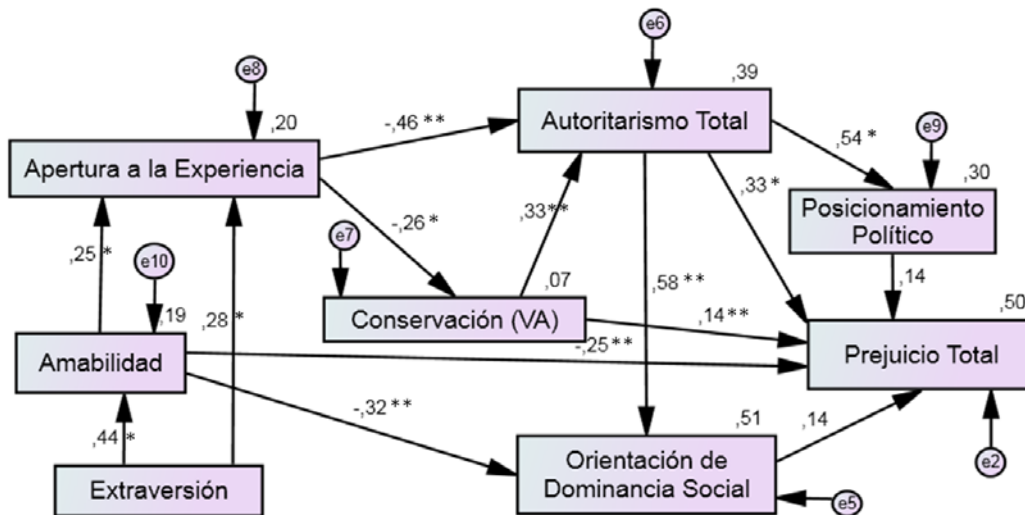 e6
e8
,39
,20
-,46 **
Autoritarismo Total
e9
,54 *
Apertura a la Experiencia
,30
,33 *
Posicionamiento
Político
-,26 *
,33**
e7
,25 *
e10
,07
,58 **
,14
,50
,19
,28 *
Conservación (VA)
,14**
-,25 **
Amabilidad
Prejuicio Total
-,32 **
,51
,14
,44 *
Orientación de
Dominancia Social
e2
Extraversión
e5